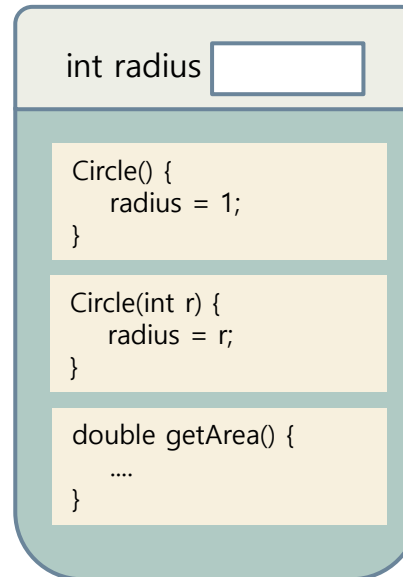 int radius
Circle() {
radius = 1;
}
Circle(int r) {
radius = r;
}
double getArea() {
....
}